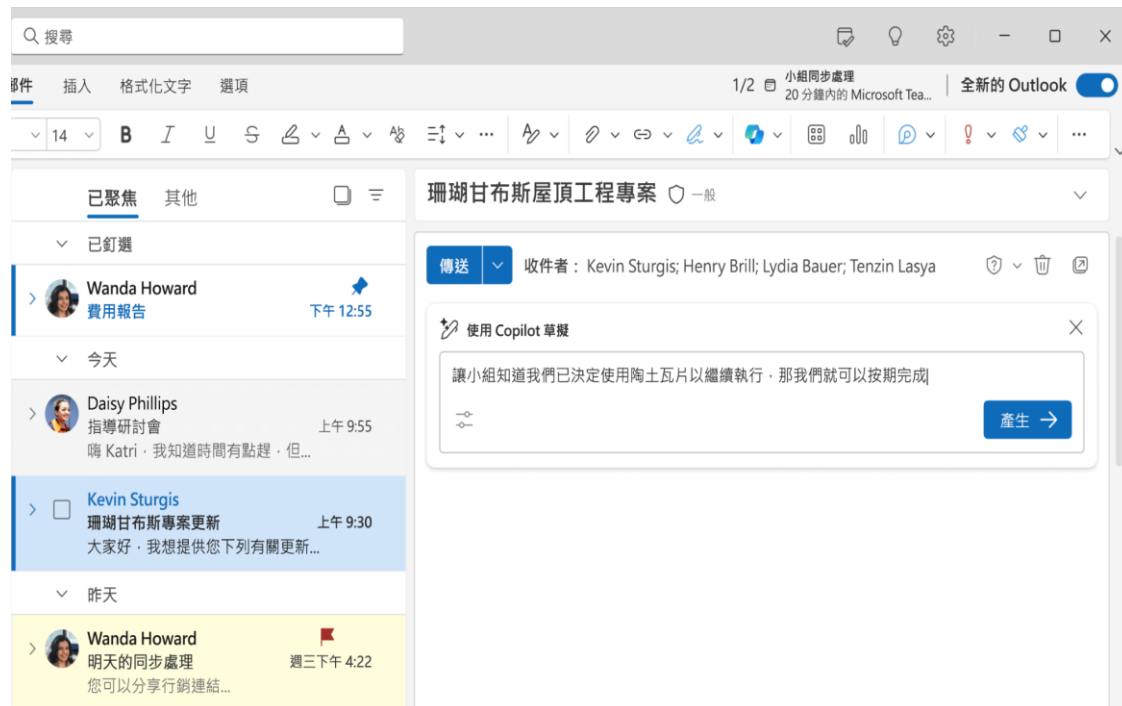 搜尋
郵件 插入 格式化文字 選項
1/2 小組同步處理
20 分鐘內的 Microsoft Tea...
全新的 Outlook
14 B I U S
已聚焦 其他
已釘選
Wanda Howard
費用報告 下午 12:55
今天
Daisy Phillips
指導研討會 上午 9:55
嗨 Katri，我知道時間有點趕，但...
Kevin Sturgis
珊瑚甘布斯專案更新 上午 9:30
大家好，我想提供您下列有關更新...
昨天
Wanda Howard
明天的同步處理 週三下午 4:22
您可以分享行銷連結...
珊瑚甘布斯屋頂工程專案 一般
傳送 收件者： Kevin Sturgis; Henry Brill; Lydia Bauer; Tenzin Lasya
使用 Copilot 草擬
讓小組知道我們已決定使用陶土瓦片以繼續執行，那我們就可以按期完成
產生